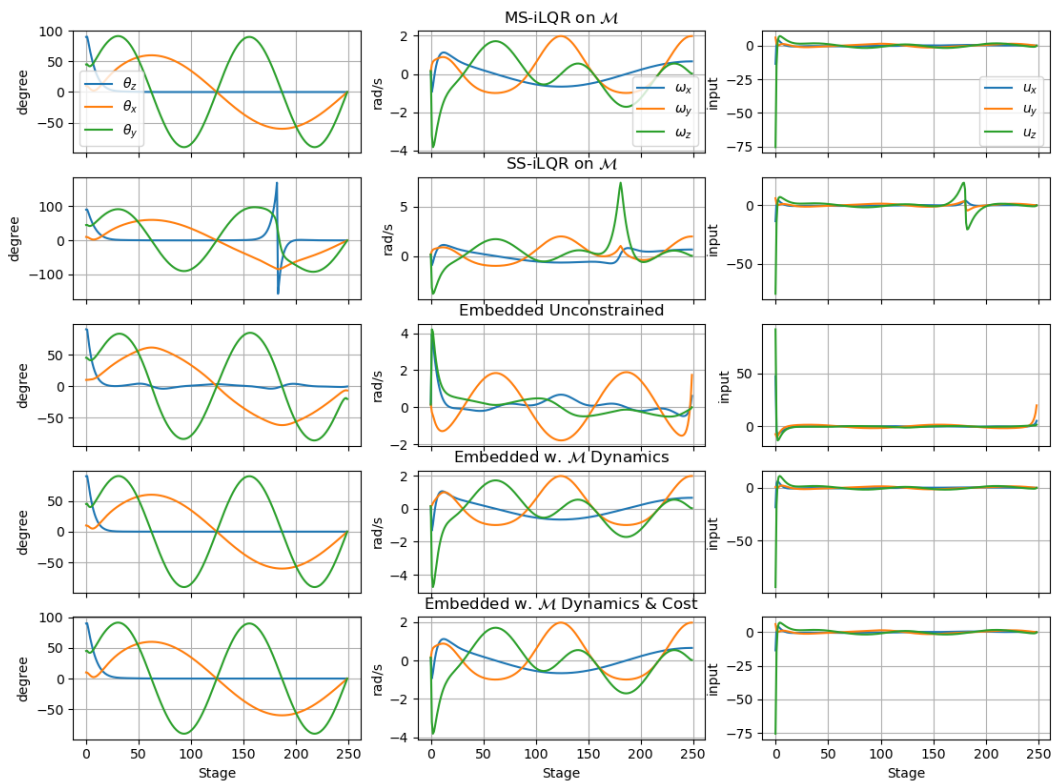 MS-iLQR on ℳ
degree
100
50
0
−50
θz
θx
θy
rad/s
2
0
−2
−4
ωx
ωy
ωz
input
0
−25
−50
−75
ux
uy
uz
SS-iLQR on ℳ
degree
100
0
−100
rad/s
5
0
input
0
−50
Embedded Unconstrained
degree
50
0
−50
rad/s
4
2
0
−2
input
50
0
Embedded w. ℳ Dynamics
degree
50
0
−50
rad/s
2
0
−2
−4
input
0
−50
Embedded w. ℳ Dynamics & Cost
degree
100
50
0
−50
0 50 100 150 200 250
Stage
rad/s
2
0
−2
−4
0 50 100 150 200 250
Stage
input
0
−25
−50
−75
0 50 100 150 200 250
Stage